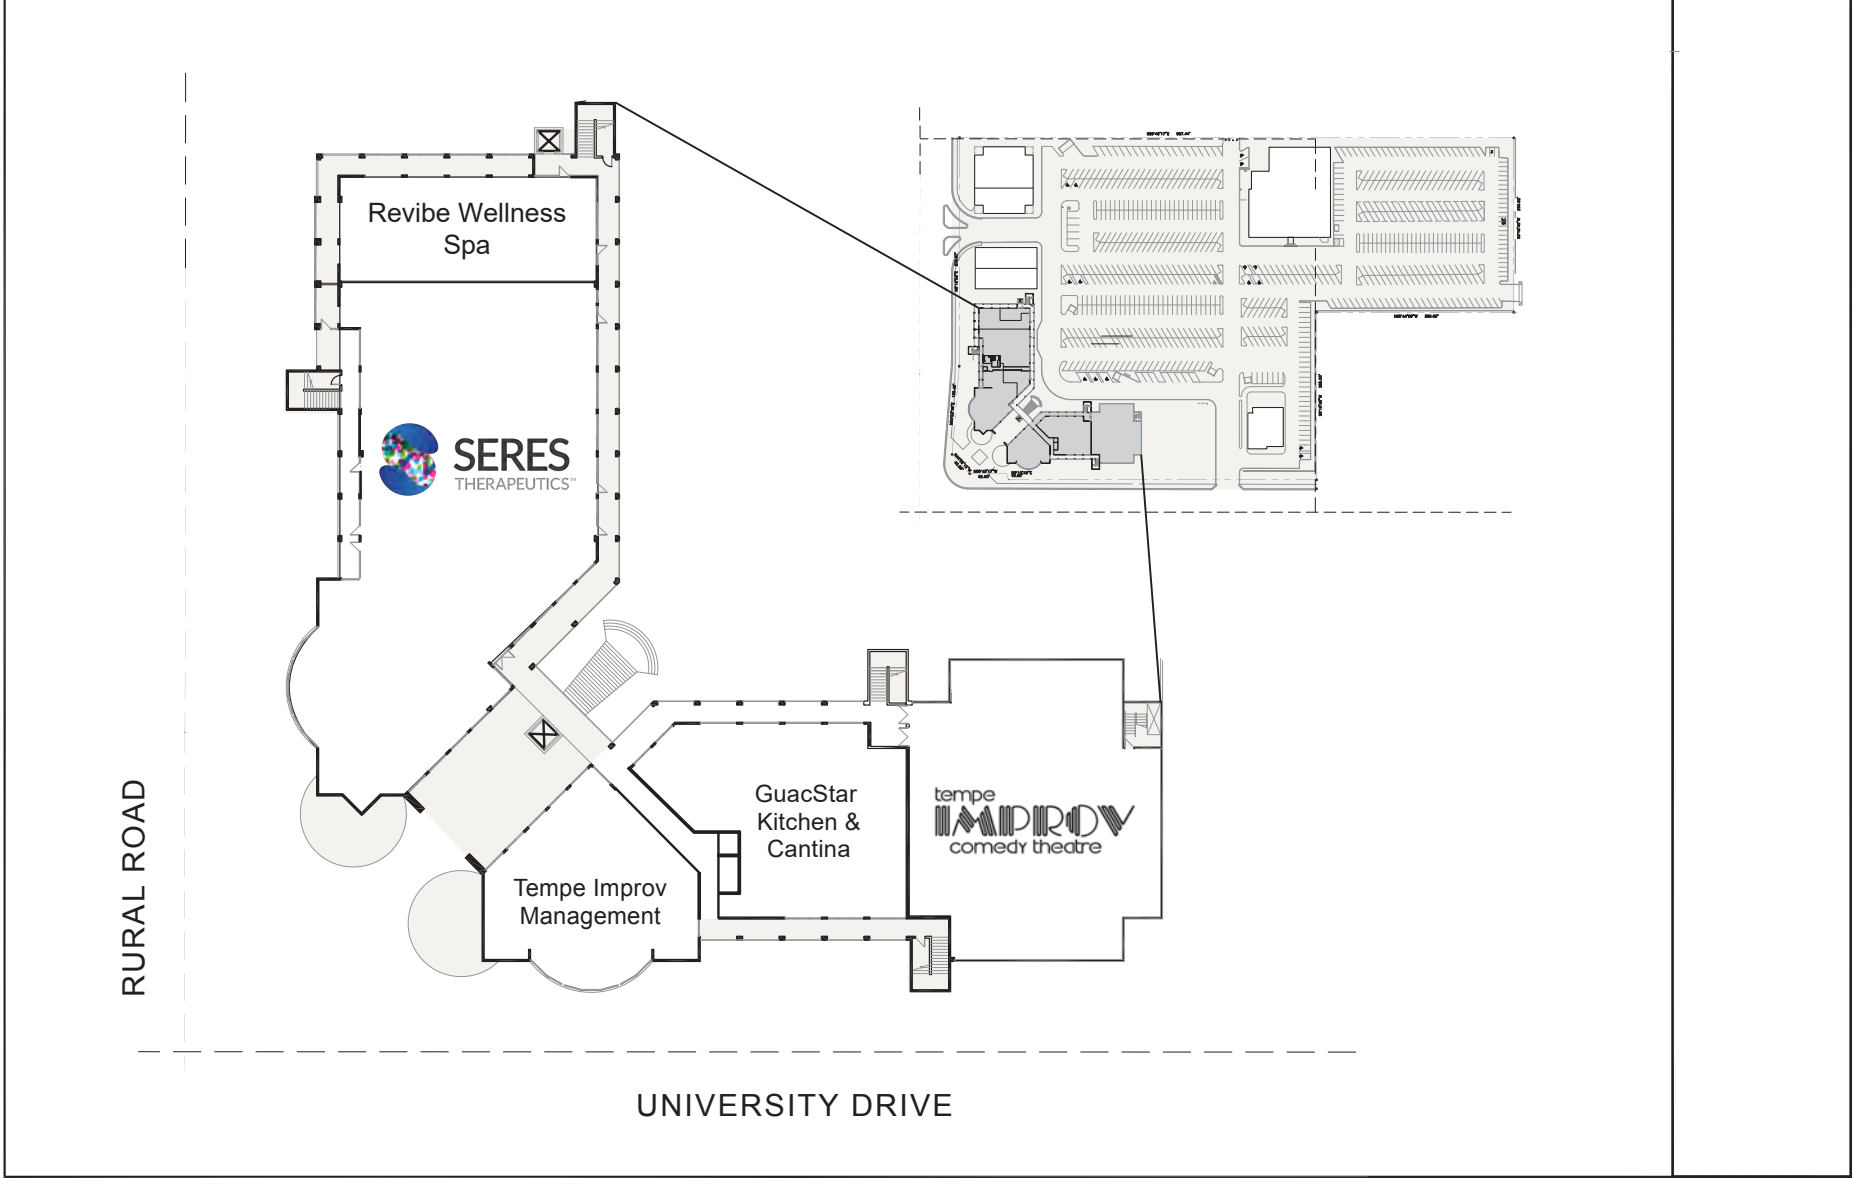 Revibe Wellness
Spa
SERES
THERAPEUTICS™
GuacStar
Kitchen &
Cantina
tempe
IMPROV
comedy theatre
Tempe Improv
Management
RURAL ROAD
UNIVERSITY DRIVE